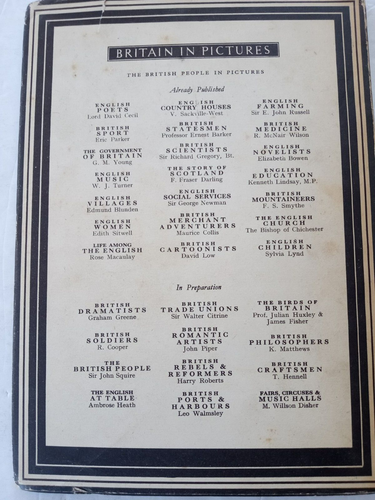 BRITAIN IN PICTURES
THE BRITISH PEOPLE IN PICTURES
Already Published
ENGLISH
POETS
Lord David Cecil
BRITISH
SPORT
Eric Parker
THE GOVERNMENT
OF BRITAIN
G. M. Young
ENGLISH
MUSIC
W. J. Turner
ENGLISH
VILLAGES
Edmund Blunden
ENGLISH
WOMEN
Edith Sitwell
LIFE AMONG
THE ENGLISH
Rose Macaulay
ENGLISH
COUNTRY HOUSES
V. Sackville-West
BRITISH
STATESMEN
Professor Ernest Barker
BRITISH
SCIENTISTS
Sir Richard Gregory, Bt.
THE STORY OF
SCOTLAND
F. Fraser Darling
ENGLISH
SOCIAL SERVICES
Sir George Newman
BRITISH
MERCHANT
ADVENTURERS
Maurice Collis
BRITISH
CARTOONISTS
David Low
ENGLISH
FARMING
Sir E. John Russell
BRITISH
MEDICINE
R. McNair Wilson
ENGLISH
NOVELISTS
Elizabeth Bowen
ENGLISH
EDUCATION
Kenneth Lindsay, M.P.
BRITISH
MOUNTAINEERS
F. S. Smythe
THE ENGLISH
CHURCH
The Bishop of Chichester
ENGLISH
CHILDREN
Sylvia Lynd
In Preparation
BRITISH
DRAMATISTS
Graham Greene
BRITISH
SOLDIERS
R. Cooper
THE
BRITISH PEOPLE
Sir John Squire
THE ENGLISH
AT TABLE
Ambrose Heath
BRITISH
TRADE UNIONS
Sir Walter Citrine
BRITISH
ROMANTIC
ARTISTS
John Piper
BRITISH
REBELS &
REFORMERS
Harry Roberts
BRITISH
PORTS &
HARBOURS
Leo Walmsley
THE BIRDS OF
BRITAIN
Prof. Julian Huxley &
James Fisher
BRITISH
PHILOSOPHERS
K. Matthews
BRITISH
CRAFTSMEN
T. Hennell
FAIRS, CIRCUSES &
MUSIC HALLS
M. Willson Disher